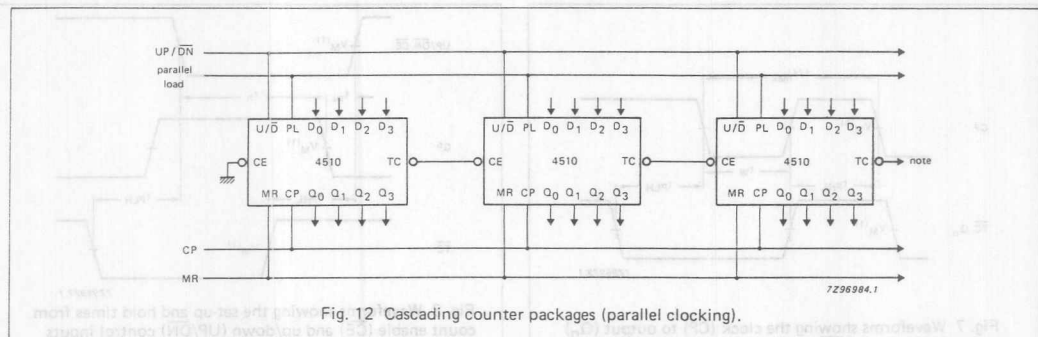 UP/DN
parallel
load
U/D PL D0 D1 D2 D3
CE 4510 TC
MR CP Q0 Q1 Q2 Q3
U/D PL D0 D1 D2 D3
CE 4510 TC
MR CP Q0 Q1 Q2 Q3
U/D PL D0 D1 D2 D3
CE 4510 TC note
MR CP Q0 Q1 Q2 Q3
CP
MR
7Z96984.1
Fig. 12 Cascading counter packages (parallel clocking).